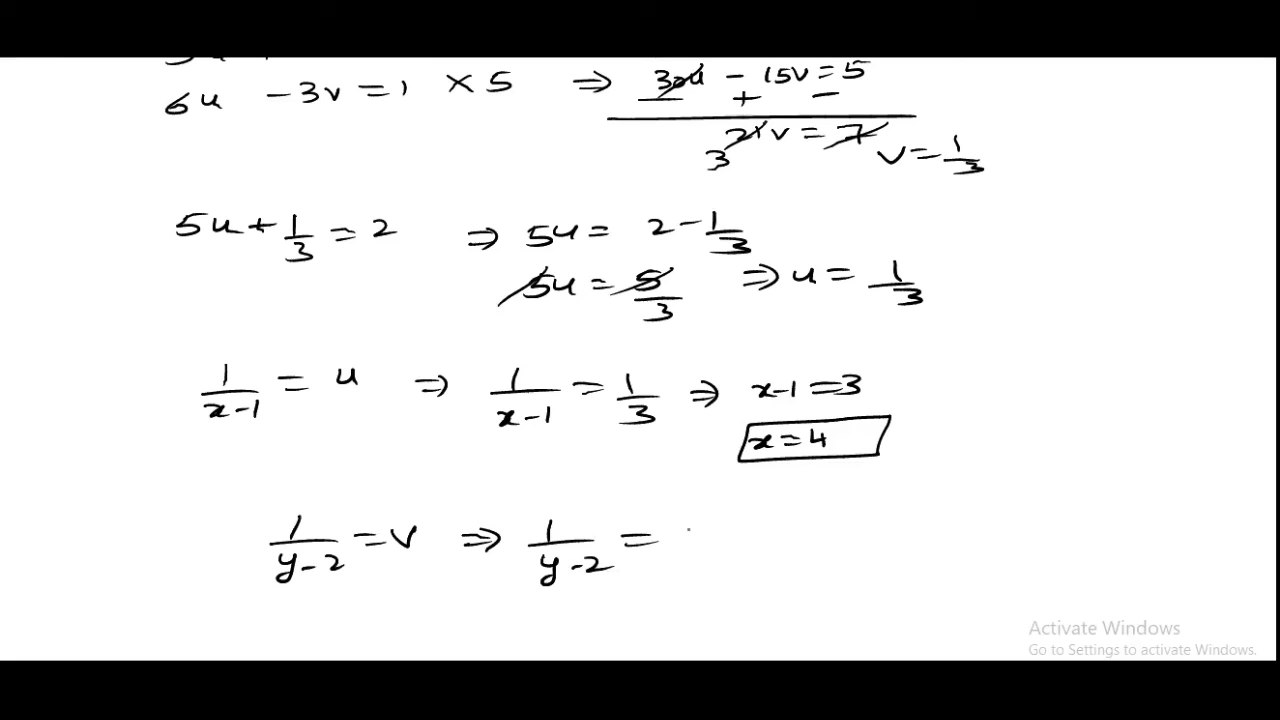 6u - 3v = 1 × 5 ⇒ 30u - 15v = 5
+ -
21v = 7
3 v = 1/3
5u + 1/3 = 2 ⇒ 5u = 2 - 1/3
5u = 5/3 ⇒ u = 1/3
1/(x-1) = u ⇒ 1/(x-1) = 1/3 ⇒ x-1 = 3
x = 4
1/(y-2) = v ⇒ 1/(y-2) =
Activate Windows
Go to Settings to activate Windows.